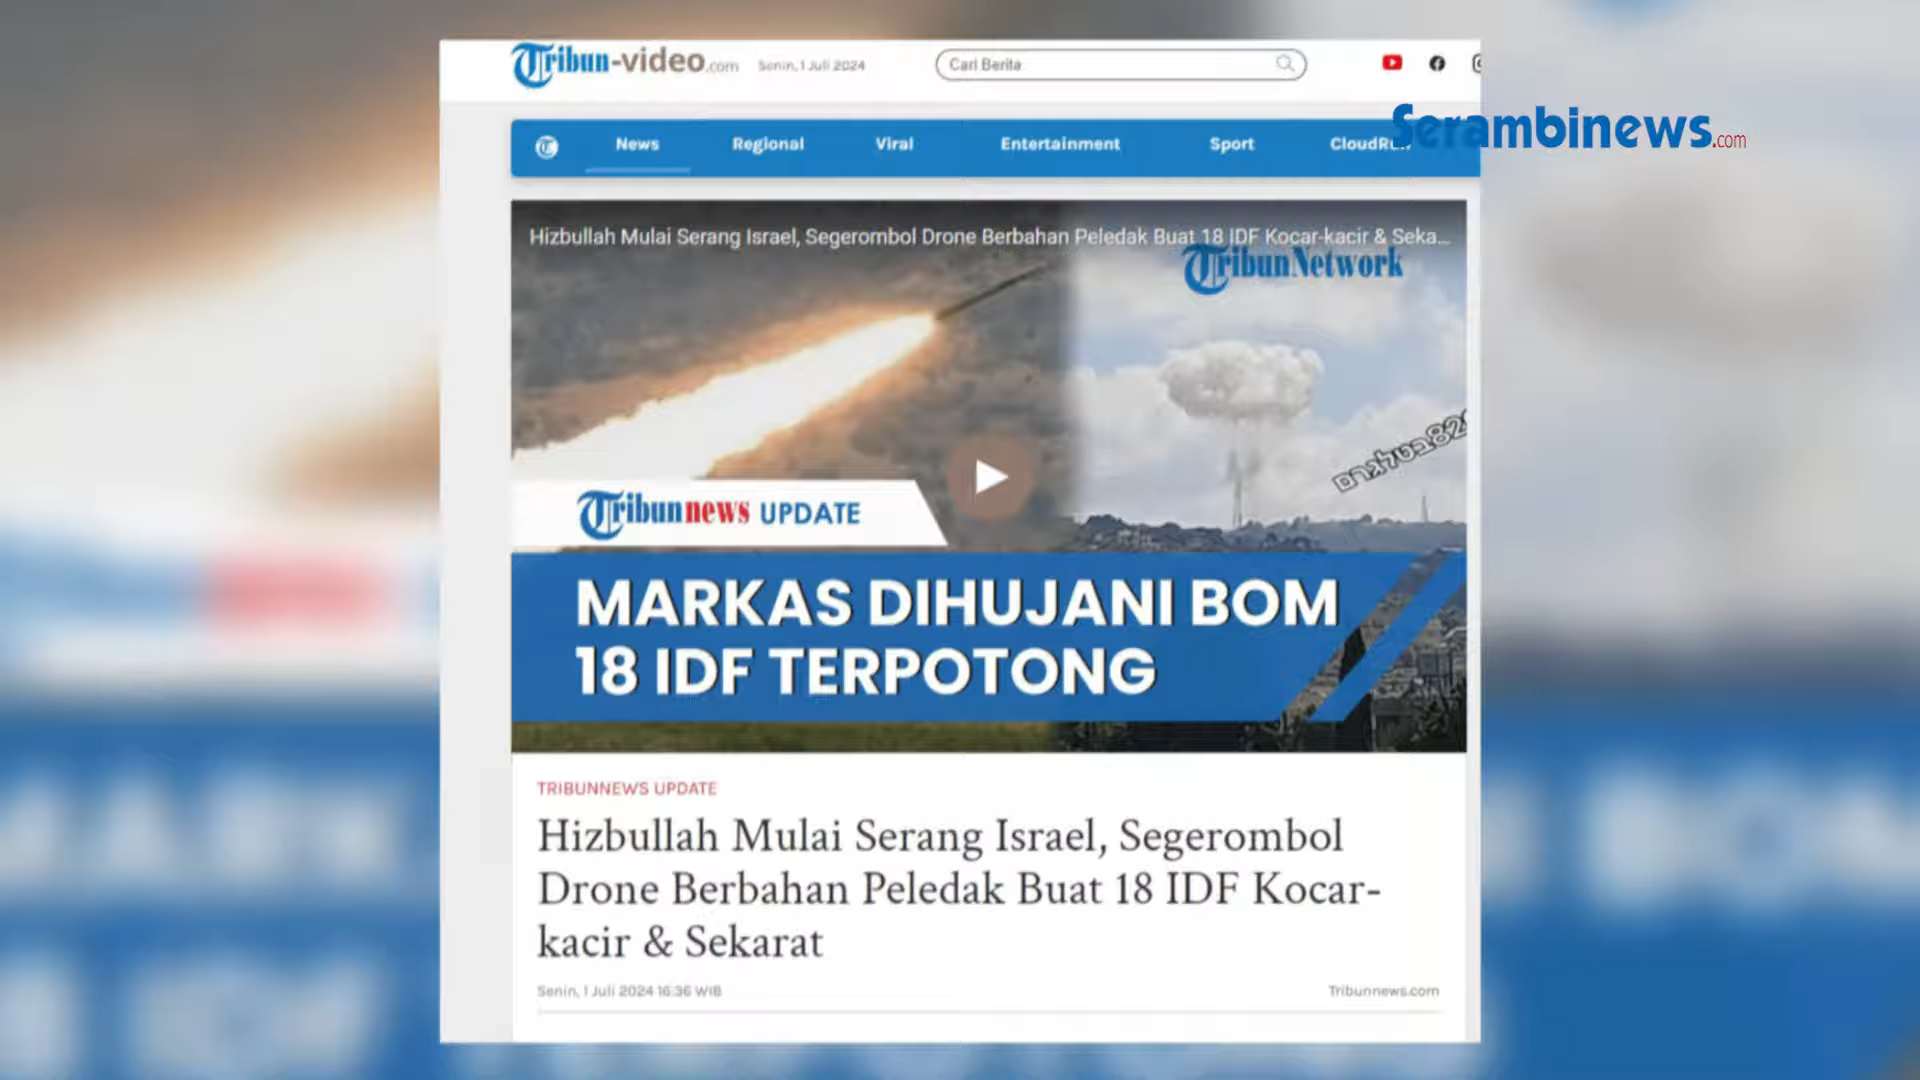 Tribun-video.com
Senin, 1 Juli 2024
Cari Berita
Serambinews.com
News
Regional
Viral
Entertainment
Sport
Hizbullah Mulai Serang Israel, Segerombol Drone Berbahan Peledak Buat 18 IDF Kocar-kacir & Seka...
TribunNetwork
בטלגרם
Tribunnews UPDATE
MARKAS DIHUJANI BOM
18 IDF TERPOTONG
TRIBUNNEWS UPDATE
Hizbullah Mulai Serang Israel, Segerombol
Drone Berbahan Peledak Buat 18 IDF Kocar-
kacir & Sekarat
Senin, 1 Juli 2024 16:36 WIB
Tribunnews.com